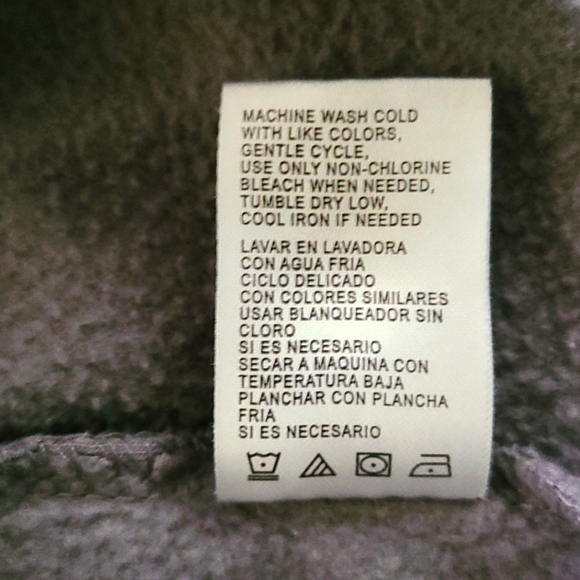 MACHINE WASH COLD
WITH LIKE COLORS,
GENTLE CYCLE,
USE ONLY NON-CHLORINE
BLEACH WHEN NEEDED,
TUMBLE DRY LOW,
COOL IRON IF NEEDED
LAVAR EN LAVADORA
CON AGUA FRIA
CICLO DELICADO
CON COLORES SIMILARES
USAR BLANQUEADOR SIN
CLORO
SI ES NECESARIO
SECAR A MAQUINA CON
TEMPERATURA BAJA
PLANCHAR CON PLANCHA
FRIA
SI ES NECESARIO